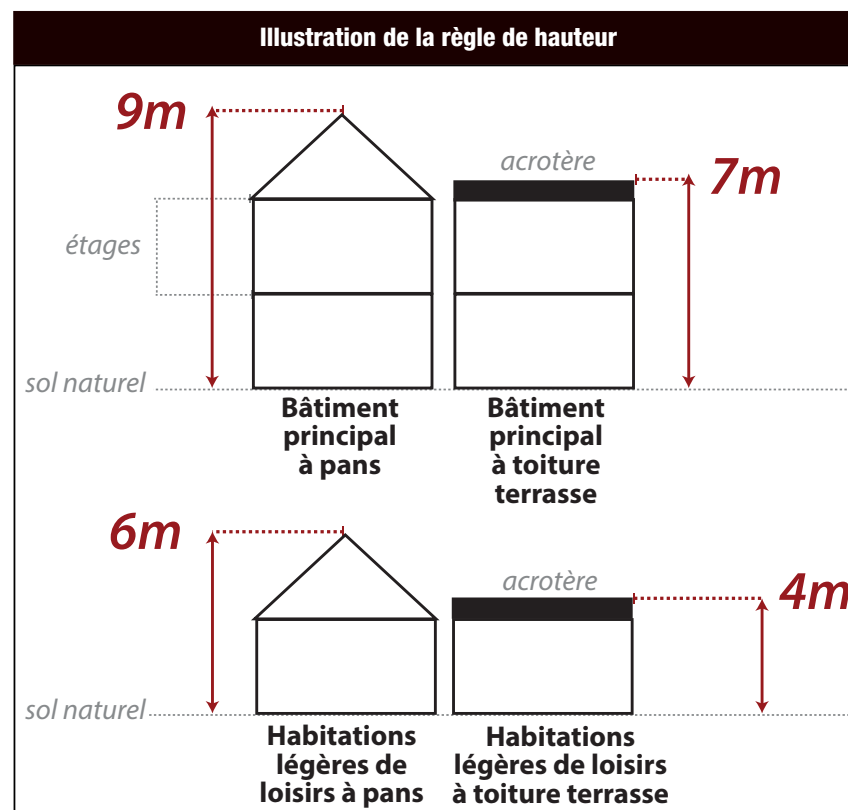 Illustration de la règle de hauteur
9m
acrotère
7m
étages
sol naturel
Bâtiment
principal
à pans
Bâtiment
principal
à toiture
terrasse
6m
acrotère
4m
sol naturel
Habitations
légères de
loisirs à pans
Habitations
légères de loisirs
à toiture terrasse